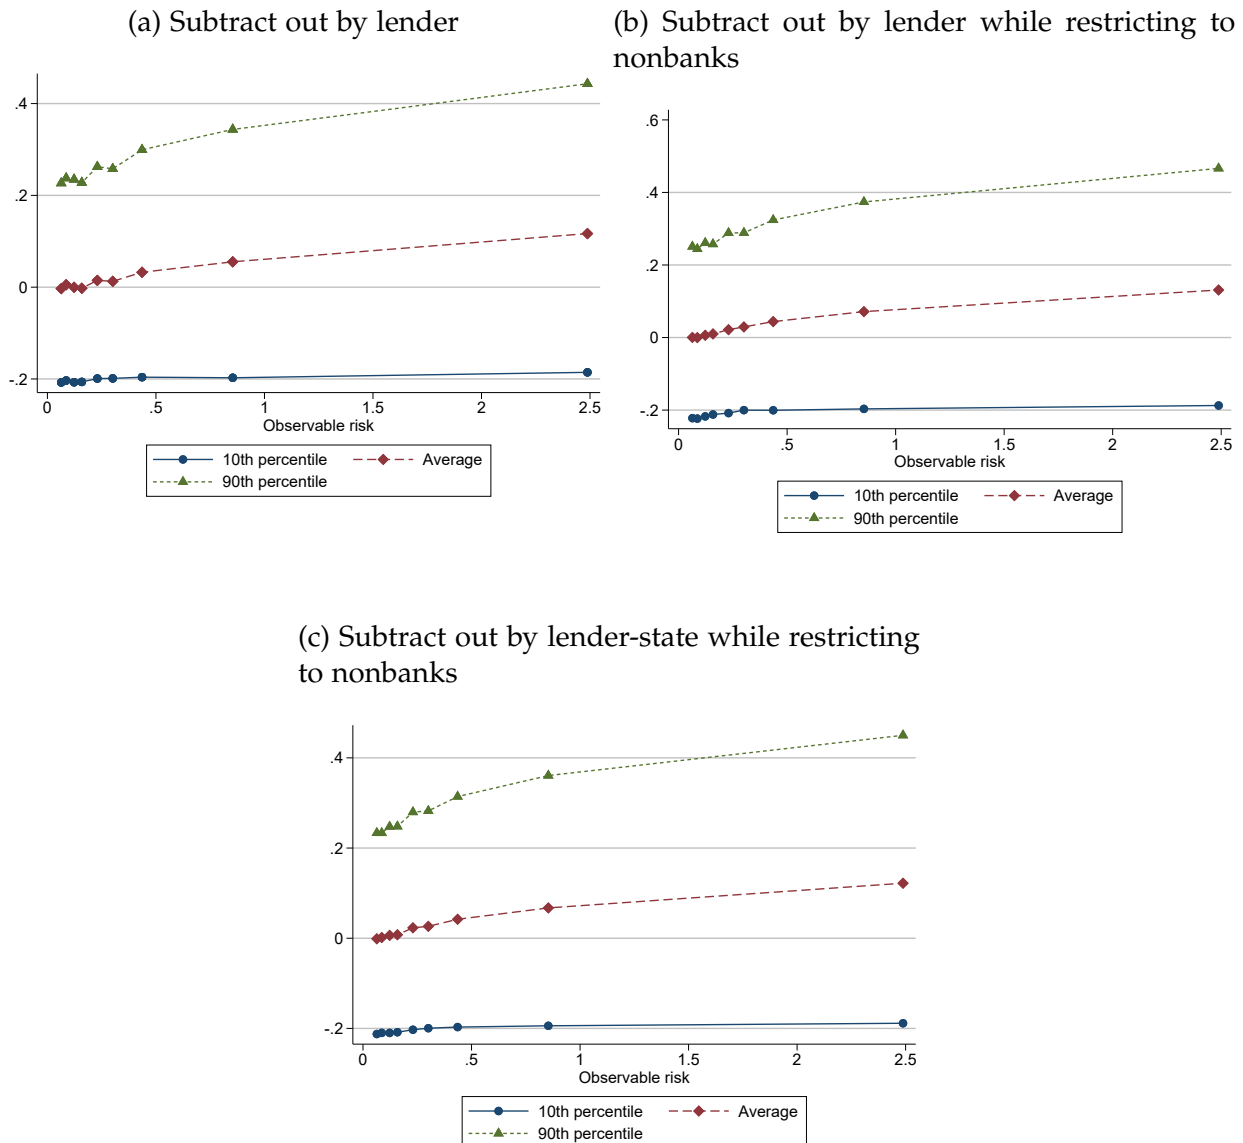 (a) Subtract out by lender
.4
.2
0
-.2
0 .5 1 1.5 2 2.5
Observable risk
10th percentile Average
90th percentile
(b) Subtract out by lender while restricting to
nonbanks
.6
.4
.2
0
-.2
0 .5 1 1.5 2 2.5
Observable risk
10th percentile Average
90th percentile
(c) Subtract out by lender-state while restricting
to nonbanks
.4
.2
0
-.2
0 .5 1 1.5 2 2.5
Observable risk
10th percentile Average
90th percentile